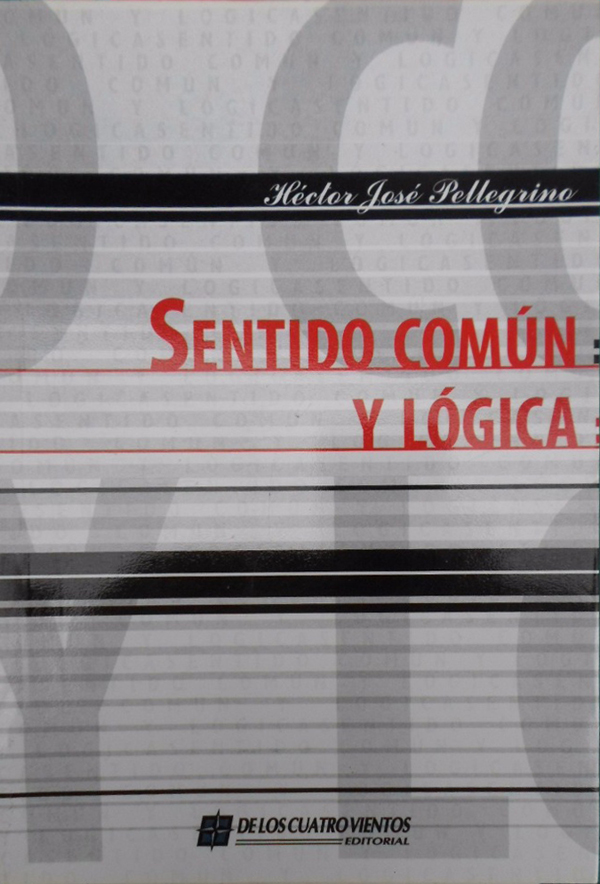 Héctor José Pellegrino
SENTIDO COMÚN :
Y LÓGICA :
DE LOS CUATRO VIENTOS
EDITORIAL